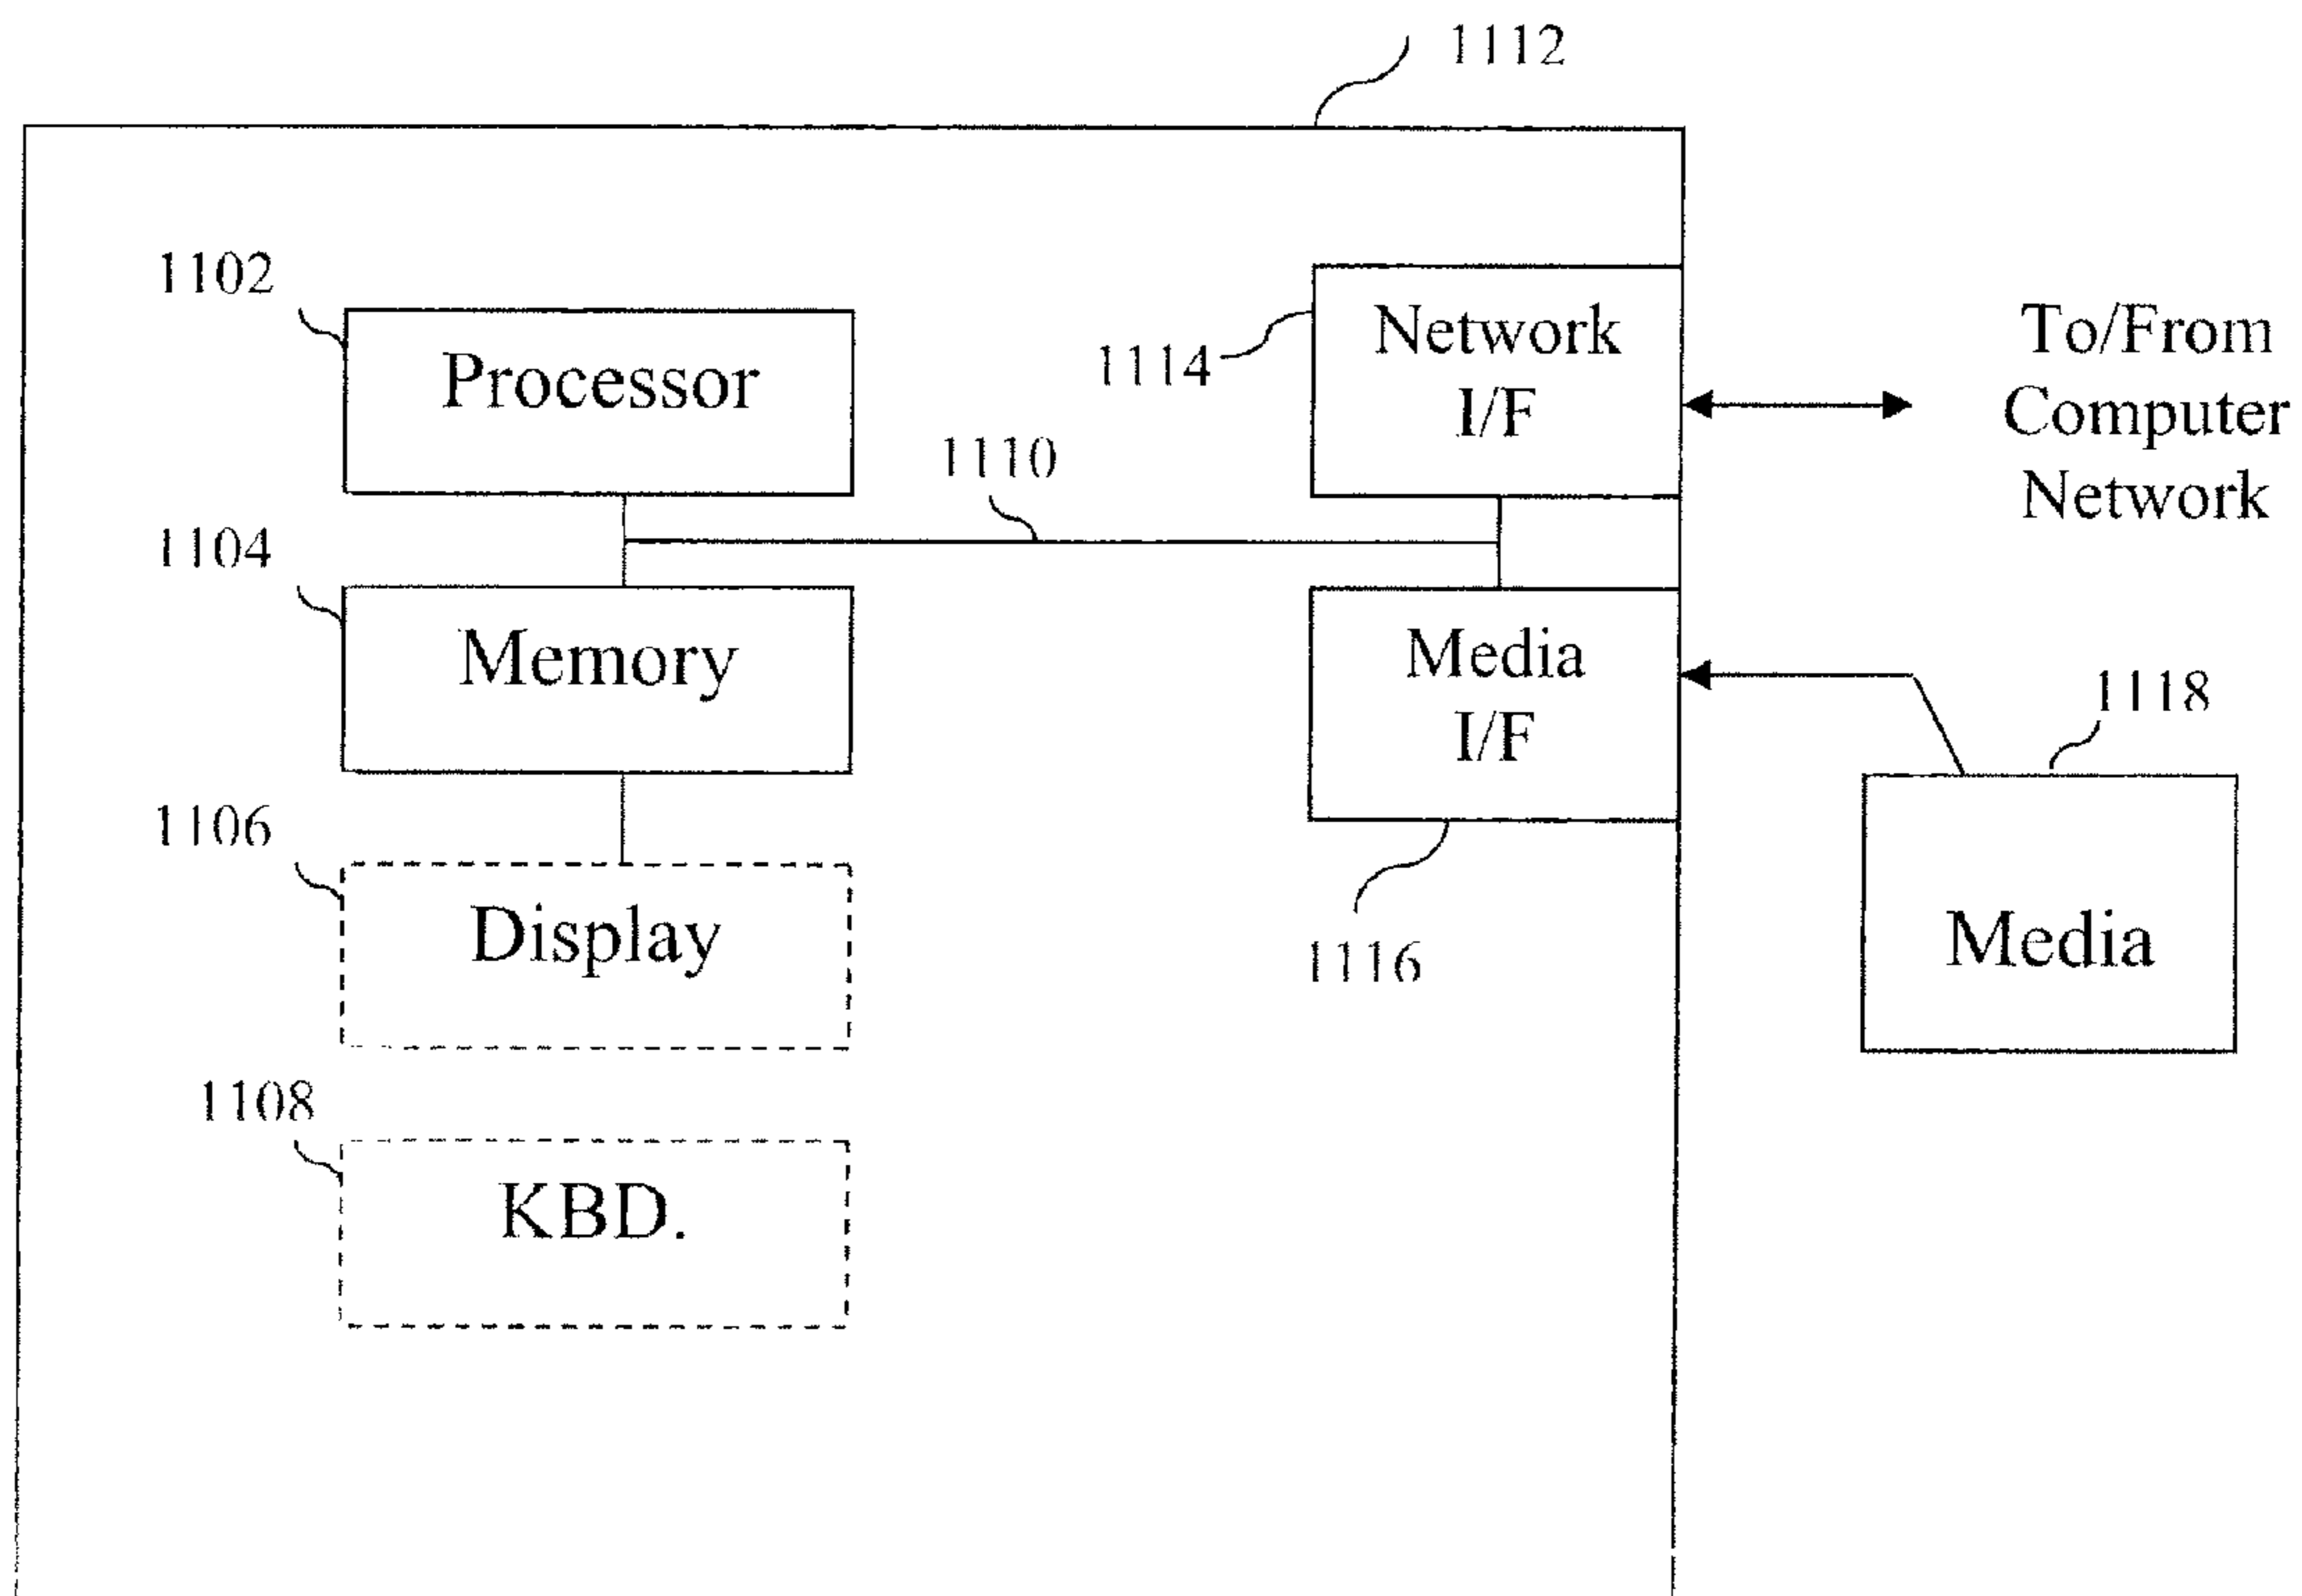 1112
1102
Processor
1114
Network
I/F
To/From
Computer
Network
1110
1104
Memory
Media
I/F
1118
1106
Display
1116
Media
1108
KBD.